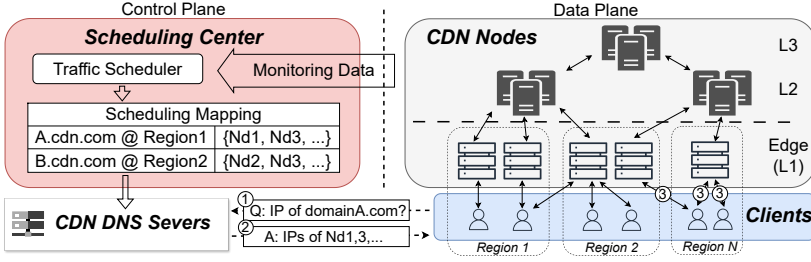 Control Plane
Data Plane
Scheduling Center
Traffic Scheduler
Monitoring Data
Scheduling Mapping
A.cdn.com @ Region1 {Nd1, Nd3, ...}
B.cdn.com @ Region2 {Nd2, Nd3, ...}
CDN DNS Severs
1
Q: IP of domainA.com?
2
A: IPs of Nd1,3,...
CDN Nodes
L3
L2
Edge
(L1)
3
3
3
Clients
Region 1
Region 2
Region N